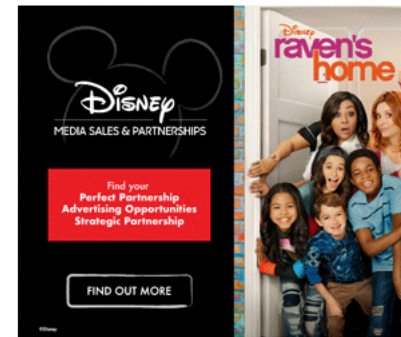 Disney
MEDIA SALES & PARTNERSHIPS
Find your
Perfect Partnership
Advertising Opportunities
Strategic Partnership
FIND OUT MORE
©Disney
Disney
raven's
home